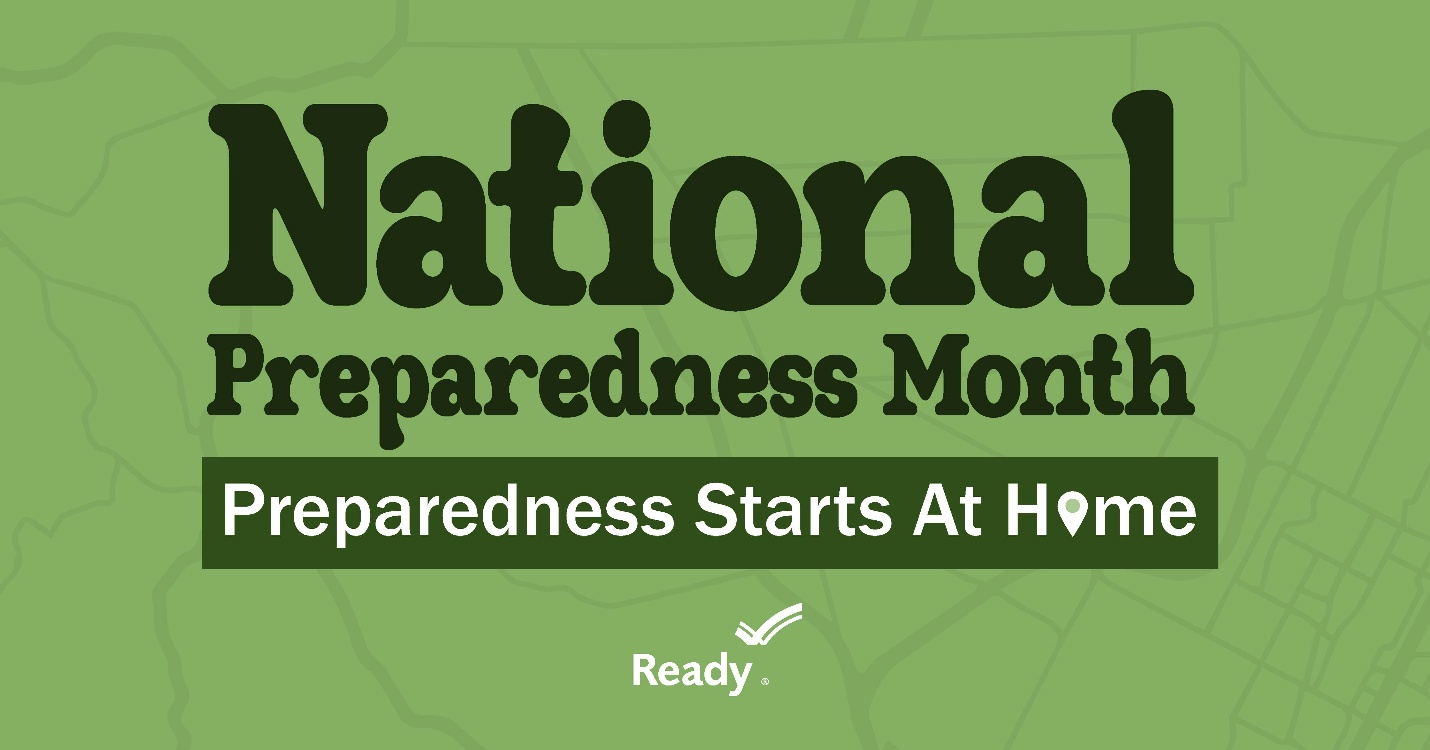 National
Preparedness Month
Preparedness Starts At Home
Ready®